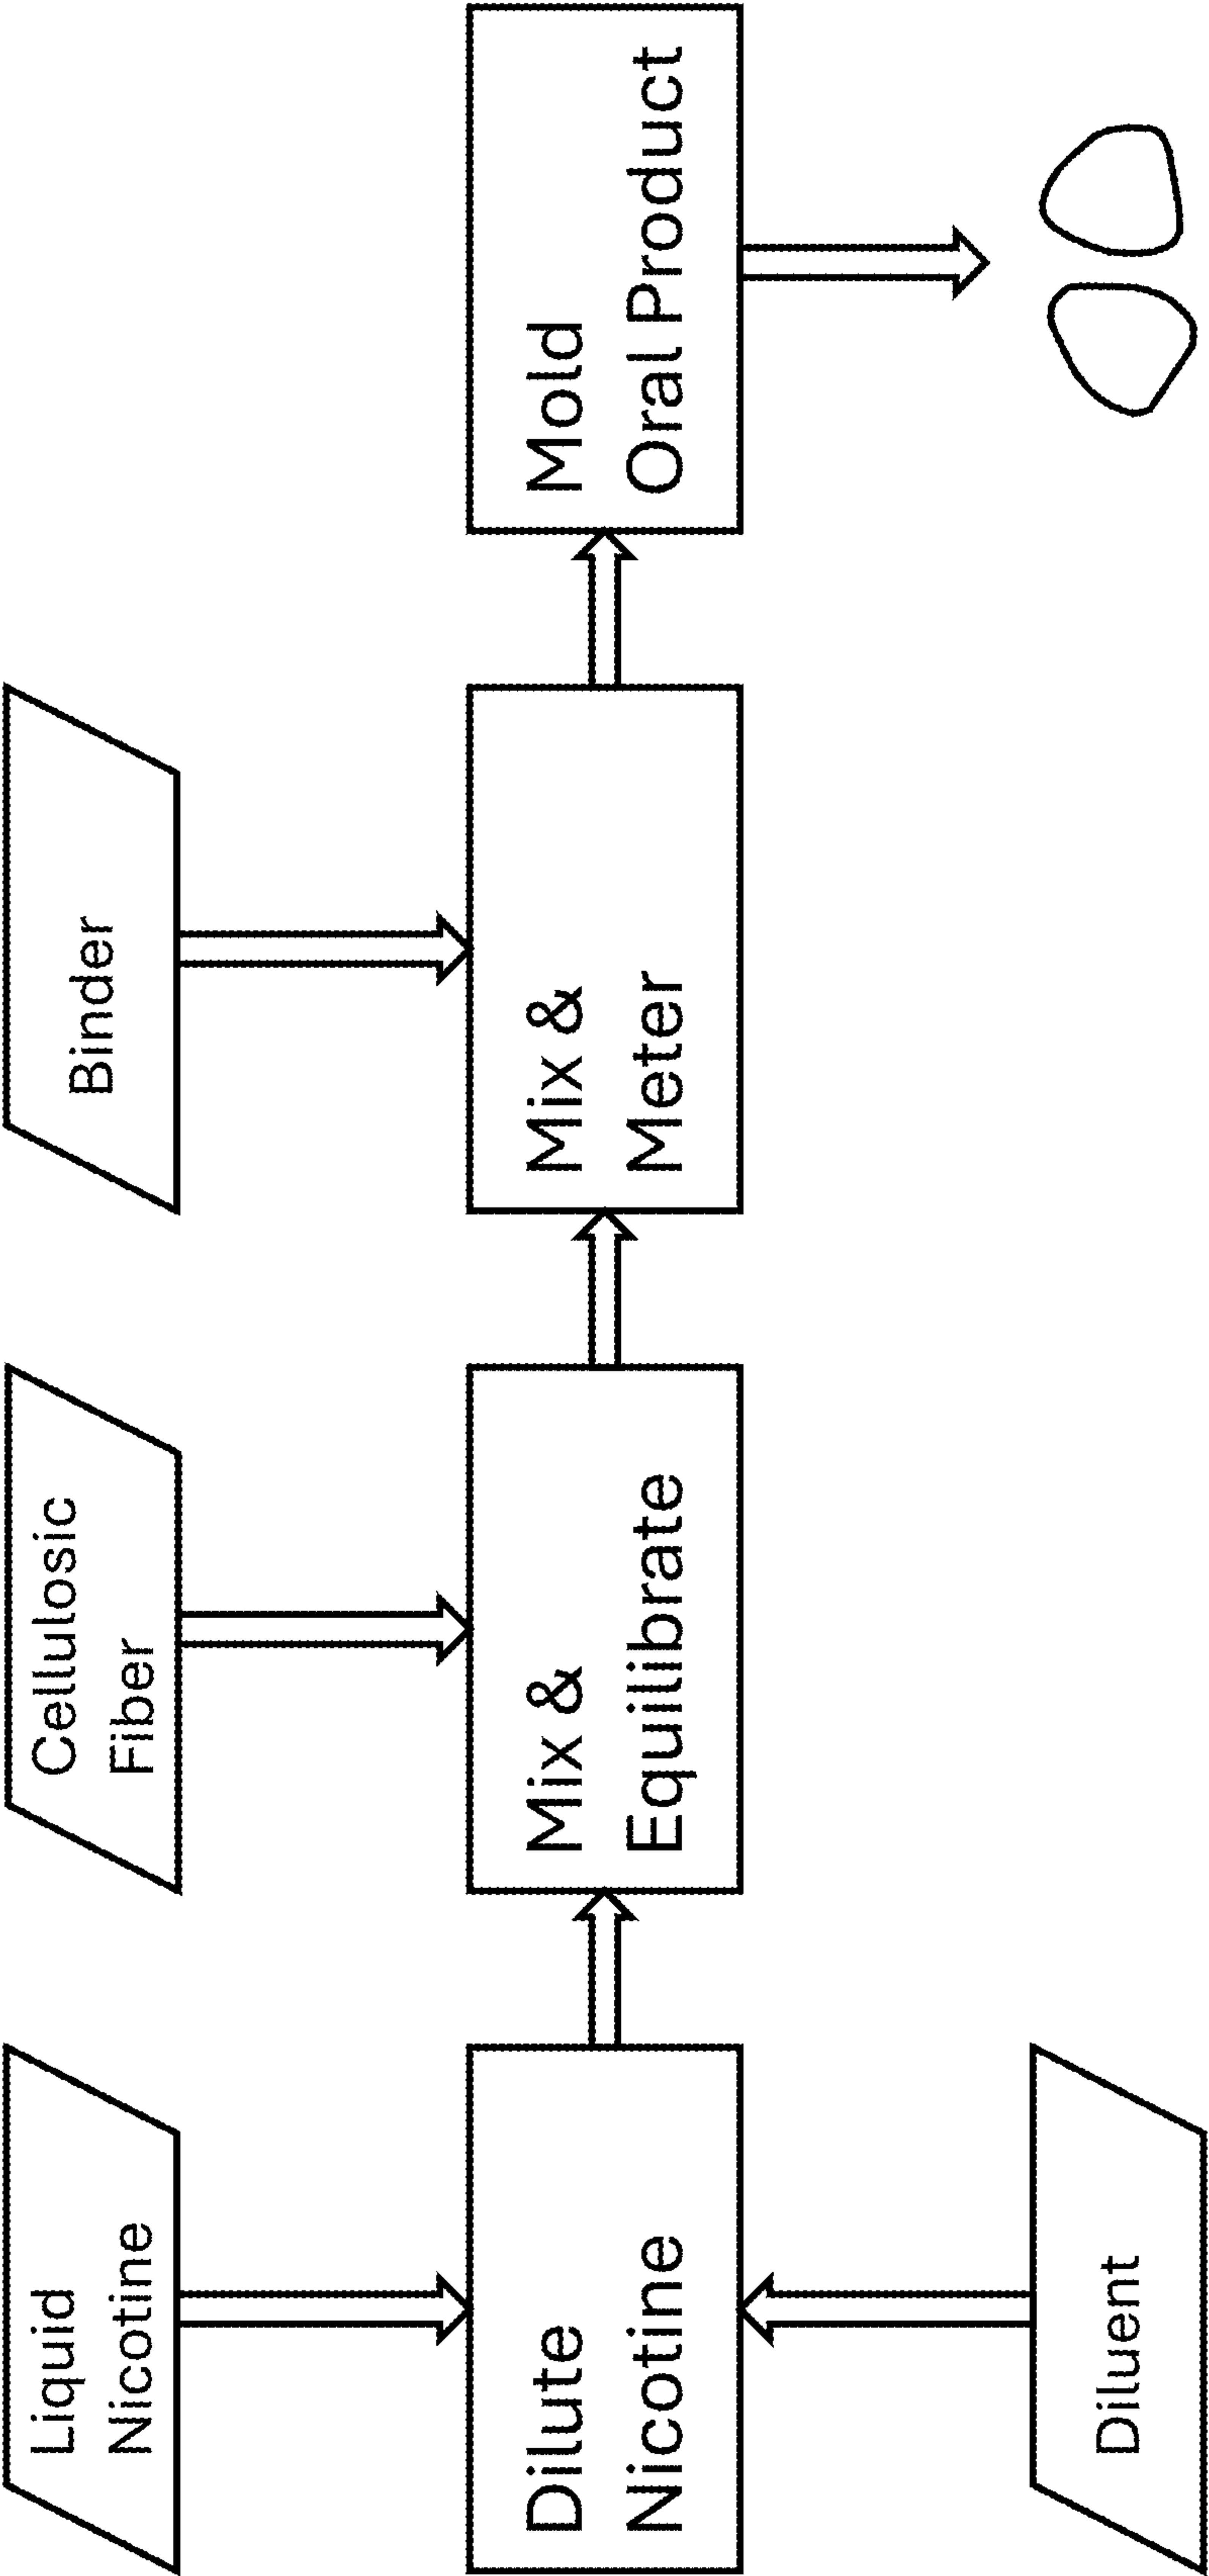 Liquid
Nicotine
Cellulosic
Fiber
Binder
Dilute
Nicotine
Mix &
Equilibrate
Mix &
Meter
Mold
Oral Product
Diluent